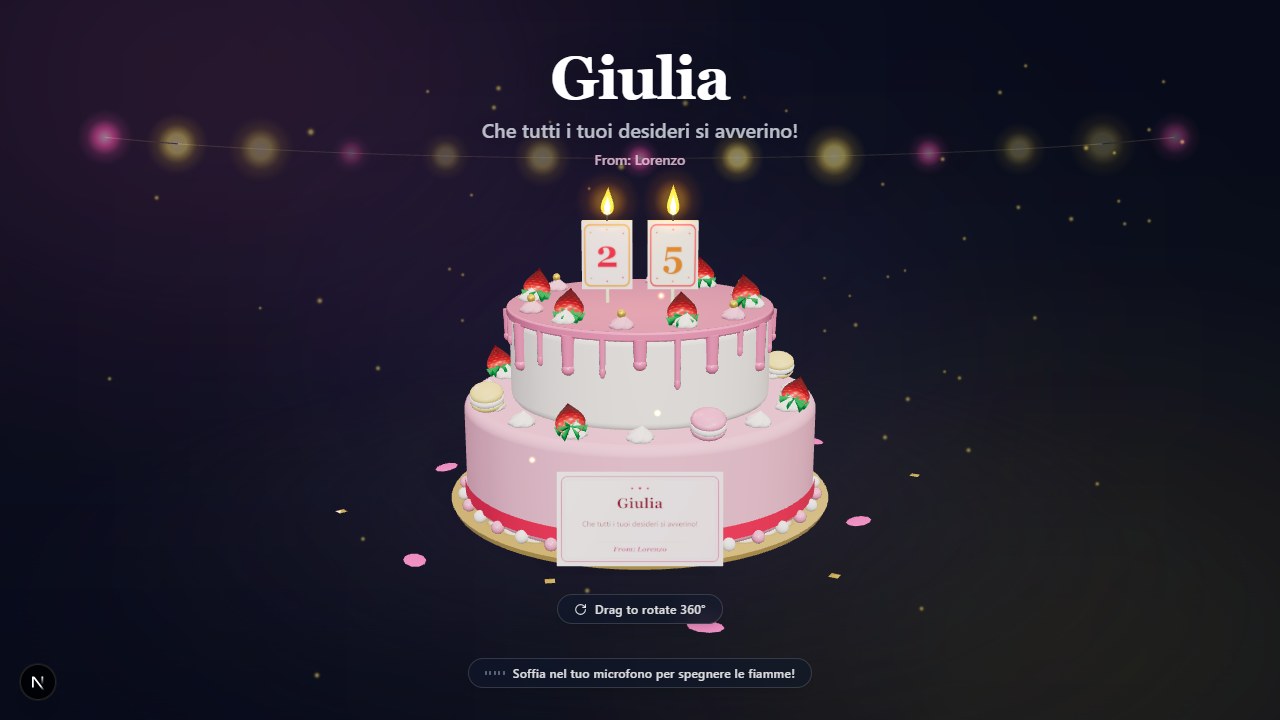 Giulia
Che tutti i tuoi desideri si avverino!
From: Lorenzo
2 5
Giulia
Che tutti i tuoi desideri si avverino!
From: Lorenzo
Drag to rotate 360°
Soffia nel tuo microfono per spegnere le fiamme!
N